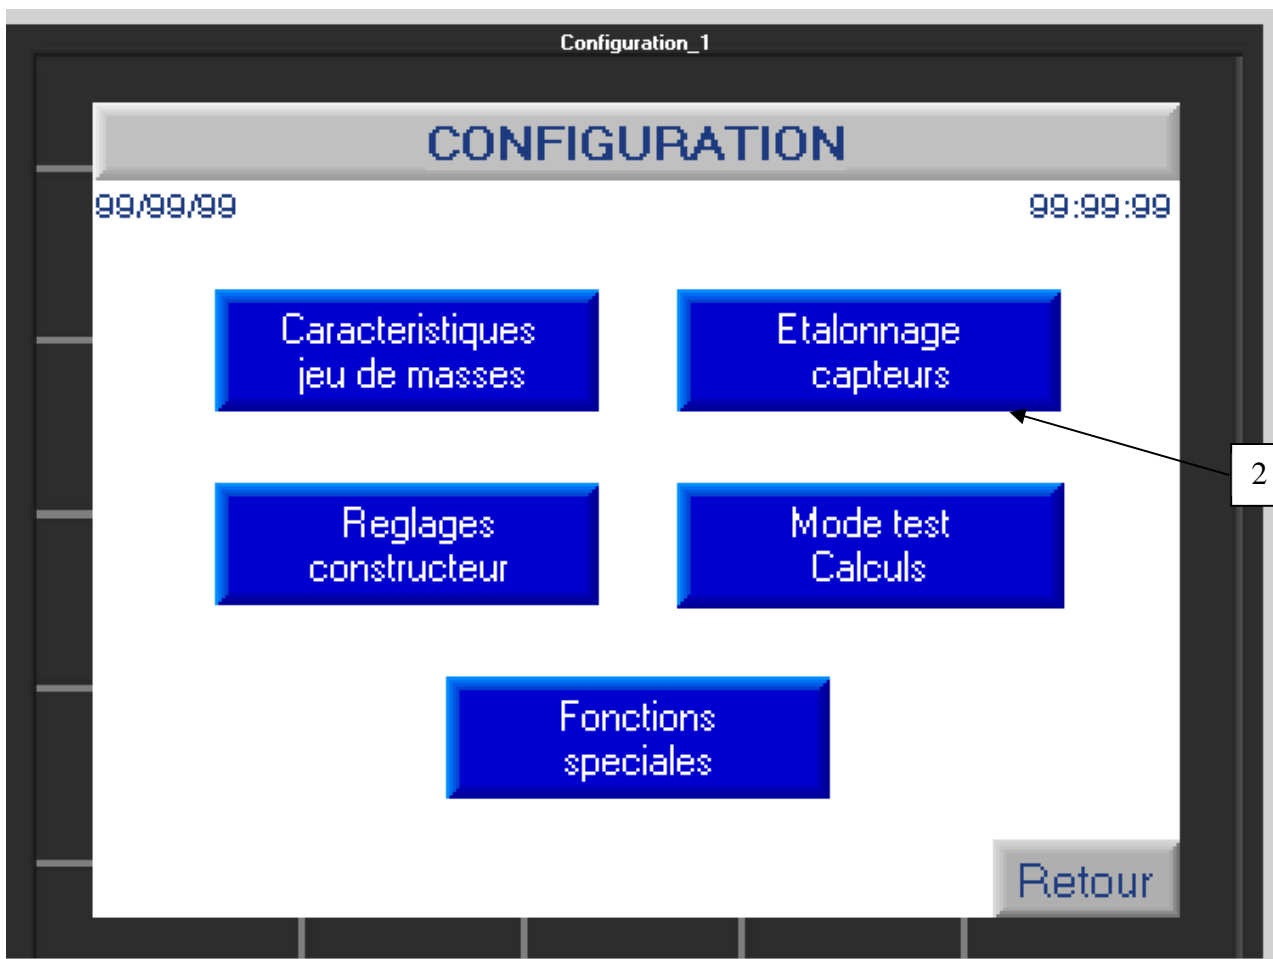 Configuration_1
CONFIGURATION
99/99/99
99:99:99
Caracteristiques
jeu de masses
Etalonnage
capteurs
2
Reglages
constructeur
Mode test
Calculs
Fonctions
speciales
Retour